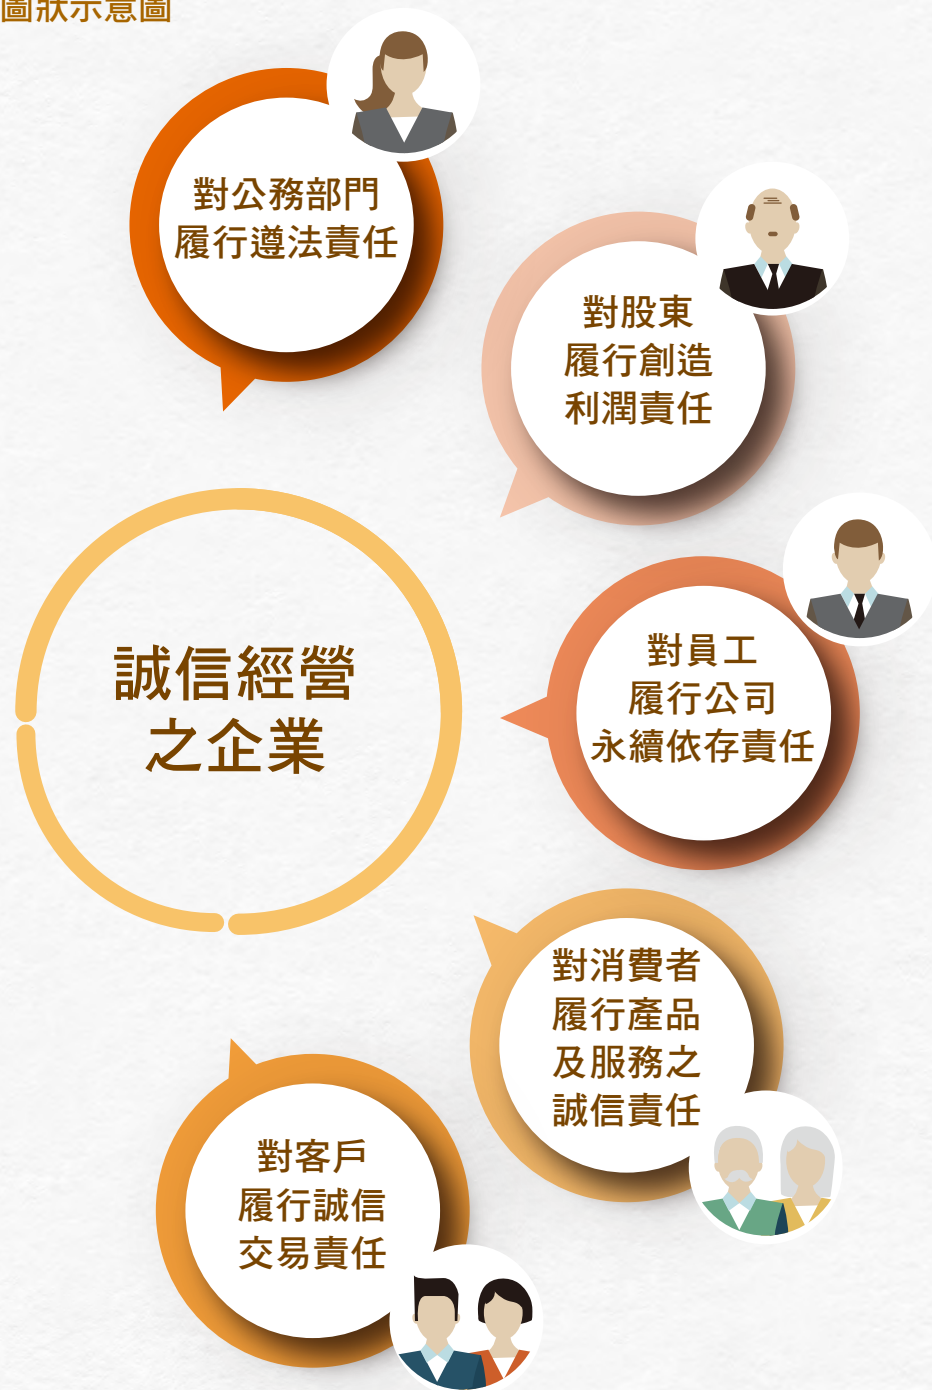 圖狀示意圖
對公務部門
履行遵法責任
對股東
履行創造
利潤責任
誠信經營
之企業
對員工
履行公司
永續依存責任
對消費者
履行產品
及服務之
誠信責任
對客戶
履行誠信
交易責任